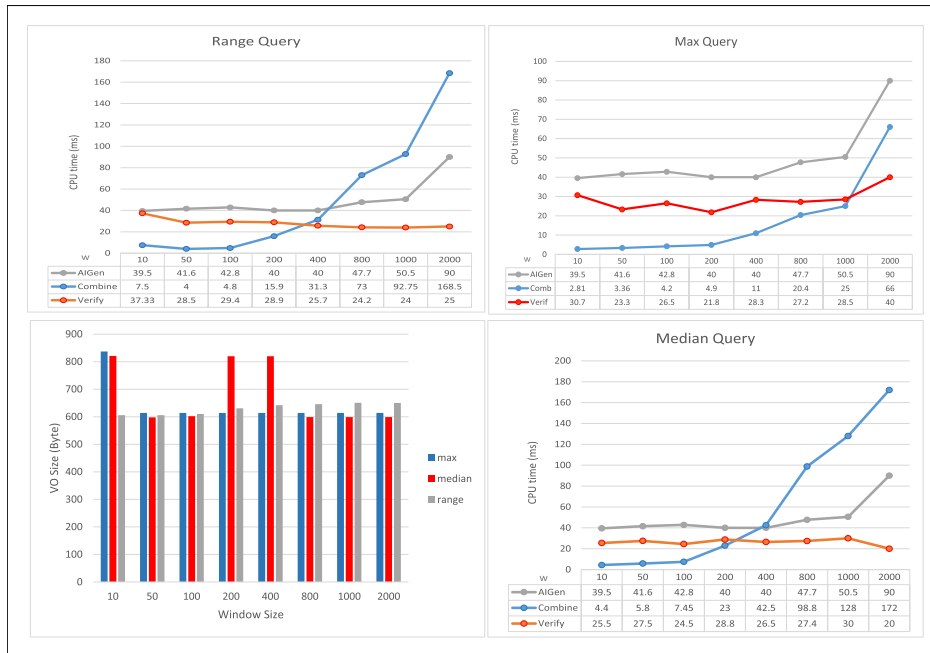 Range Query
180
160
140
120
100
80
60
40
20
0
CPU time (ms)
w 10 50 100 200 400 800 1000 2000
AIGen 39.5 41.6 42.8 40 40 47.7 50.5 90
Combine 7.5 4 4.8 15.9 31.3 73 92.75 168.5
Verify 37.33 28.5 29.4 28.9 25.7 24.2 24 25
Max Query
100
90
80
70
60
50
40
30
20
10
0
CPU time (ms)
w 10 50 100 200 400 800 1000 2000
AIGen 39.5 41.6 42.8 40 40 47.7 50.5 90
Comb 2.81 3.36 4.2 4.9 11 20.4 25 66
Verif 30.7 23.3 26.5 21.8 28.3 27.2 28.5 40
900
800
700
600
500
400
300
200
100
0
VO Size (Byte)
10 50 100 200 400 800 1000 2000
Window Size
max
median
range
Median Query
200
180
160
140
120
100
80
60
40
20
0
CPU time (ms)
w 10 50 100 200 400 800 1000 2000
AIGen 39.5 41.6 42.8 40 40 47.7 50.5 90
Combine 4.4 5.8 7.45 23 42.5 98.8 128 172
Verify 25.5 27.5 24.5 28.8 26.5 27.4 30 20